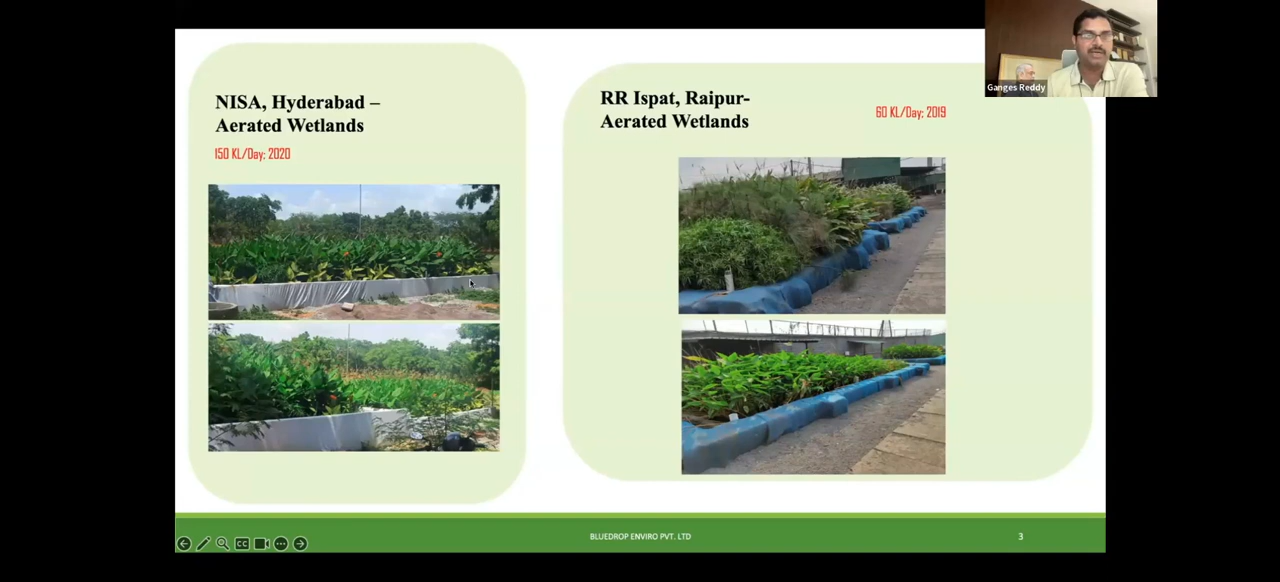 NISA, Hyderabad –
Aerated Wetlands
150 KL/Day; 2020
RR Ispat, Raipur-
Aerated Wetlands
60 KL/Day; 2019
Ganges Reddy
BLUEDROP ENVIRO PVT. LTD
3
CC